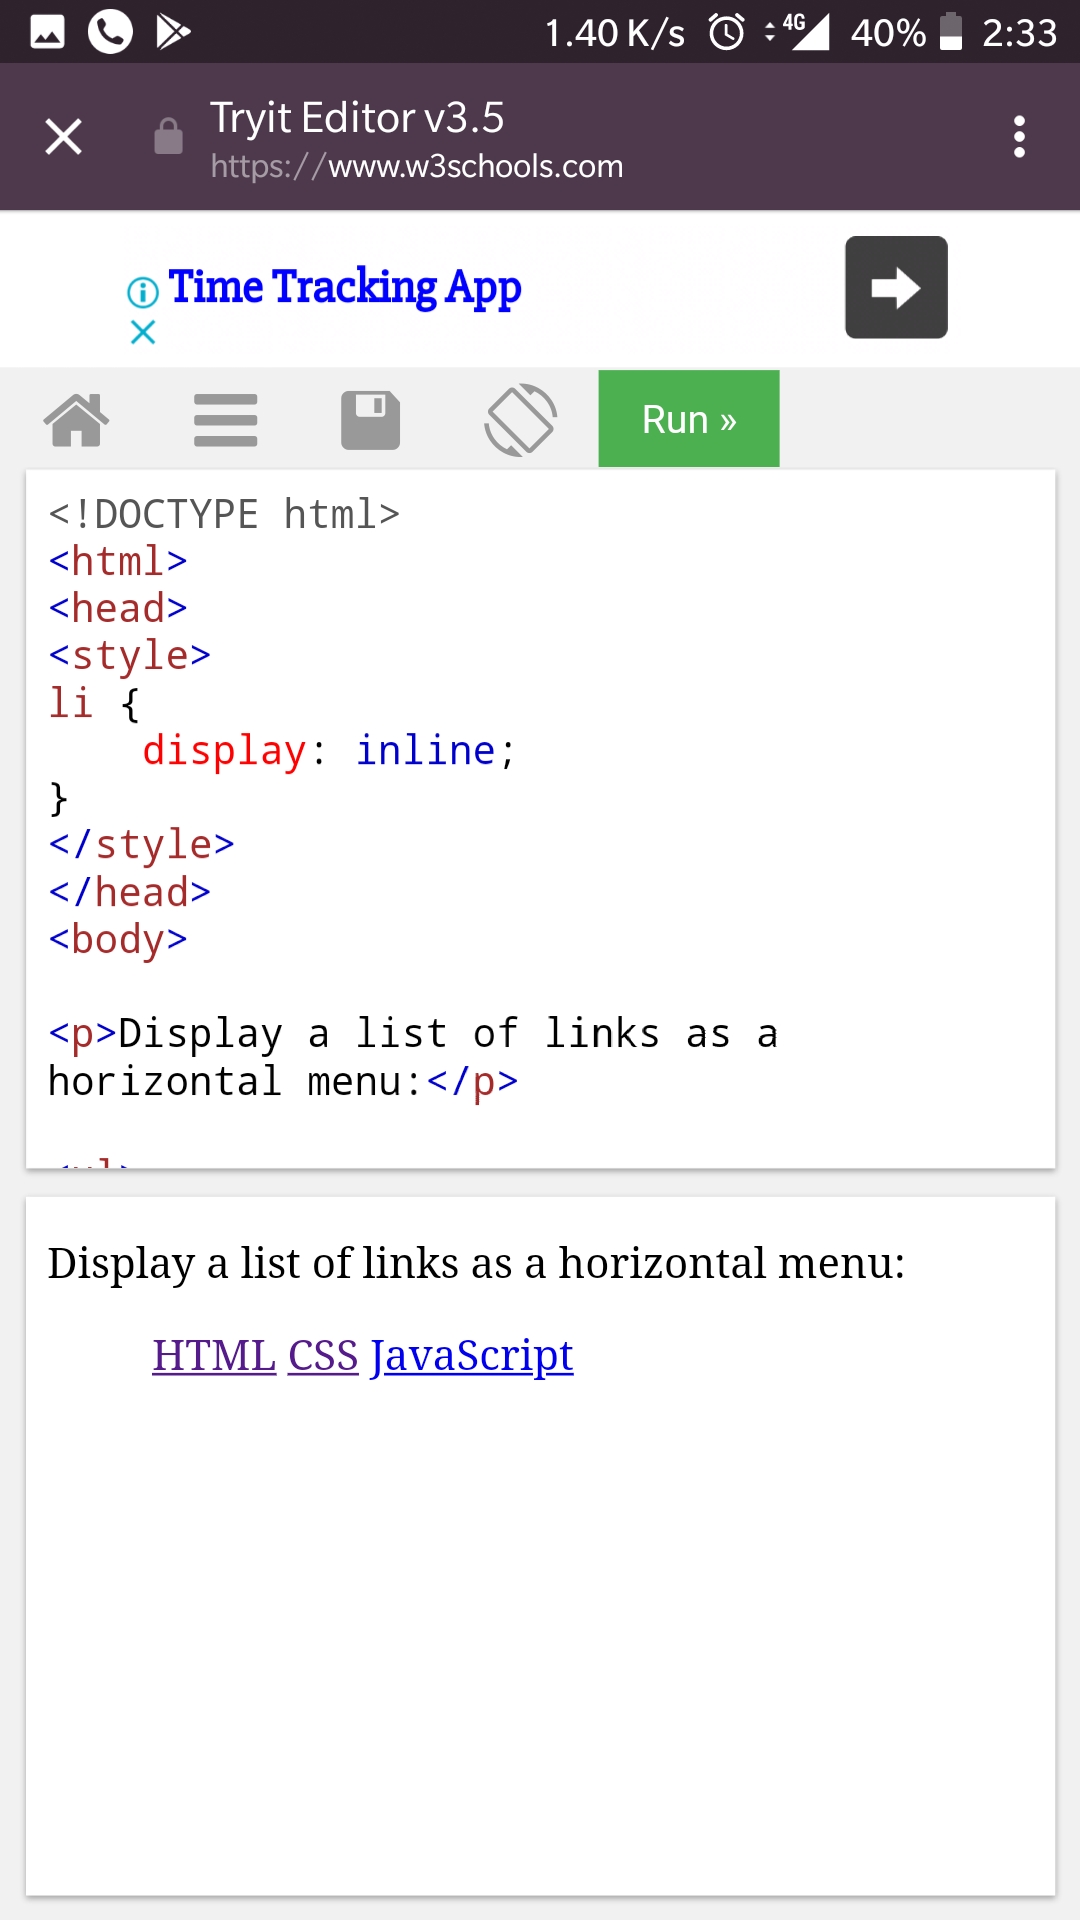 1.40 K/s 4G 40% 2:33
Tryit Editor v3.5
https://www.w3schools.com
Time Tracking App
Run »
<!DOCTYPE html>
<html>
<head>
<style>
li {
    display: inline;
}
</style>
</head>
<body>
<p>Display a list of links as a
horizontal menu:</p>
Display a list of links as a horizontal menu:
HTML CSS JavaScript